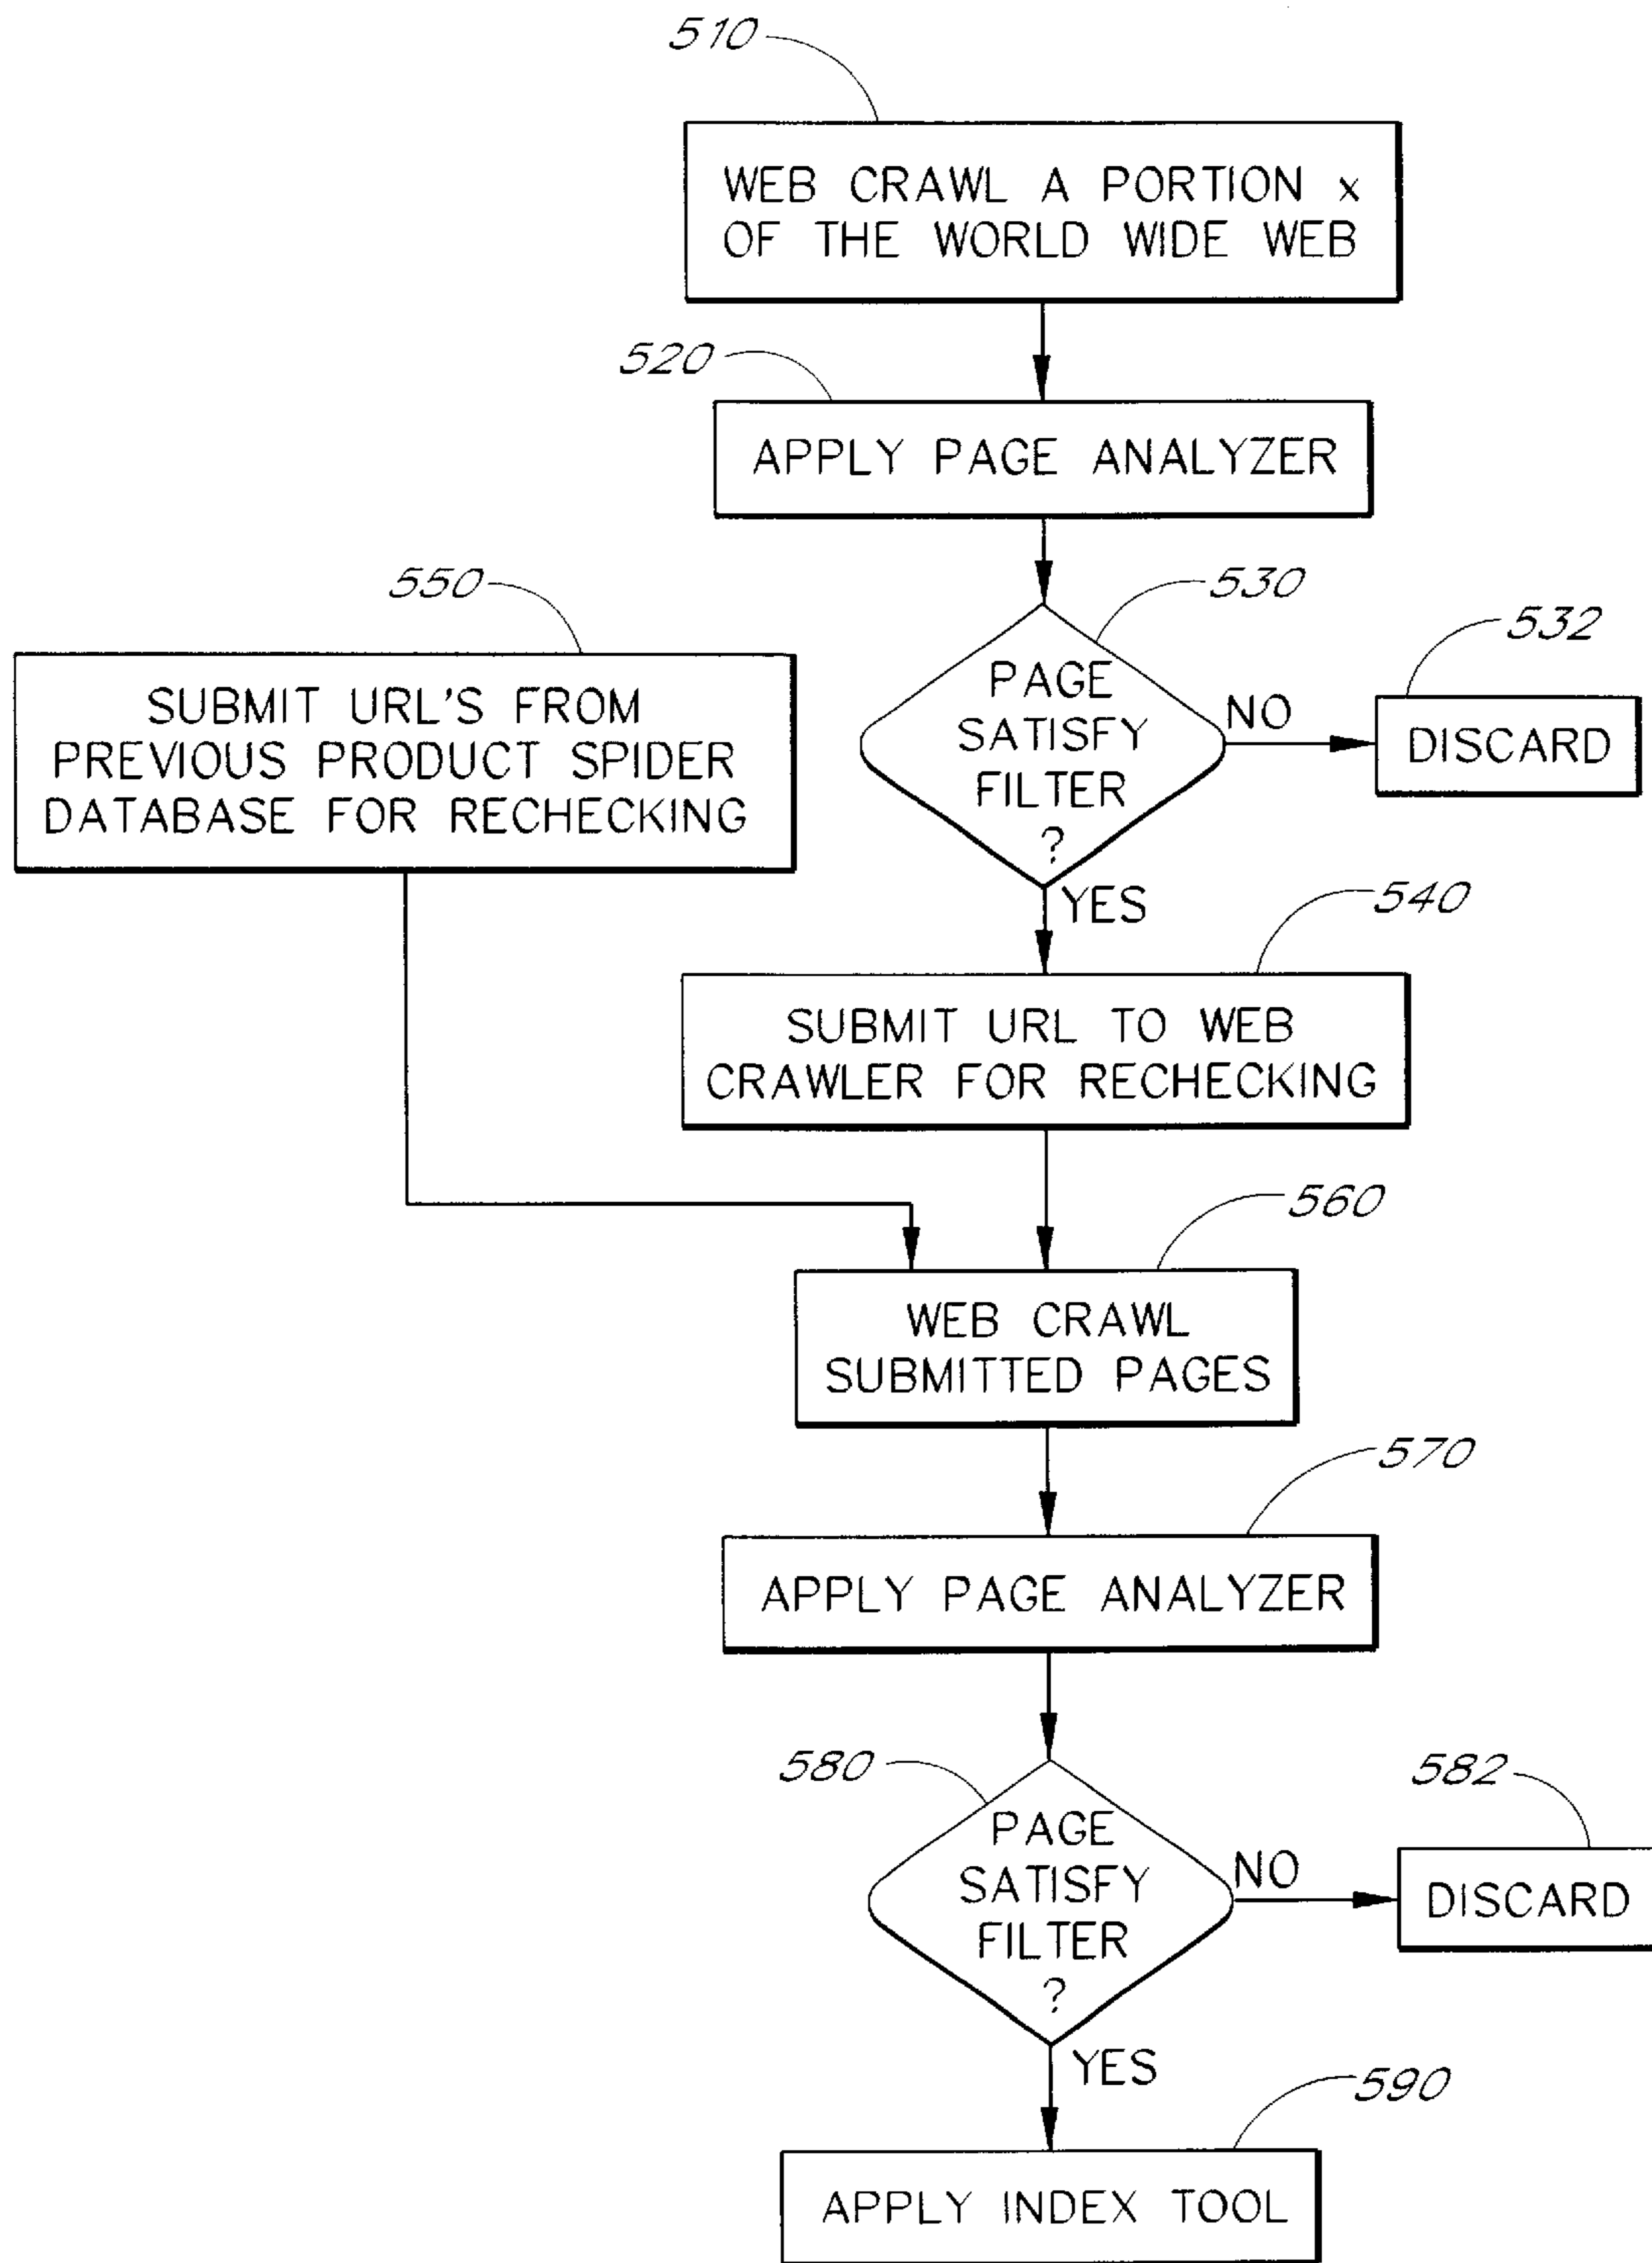 510
WEB CRAWL A PORTION x
OF THE WORLD WIDE WEB
520
APPLY PAGE ANALYZER
550
530
532
SUBMIT URL'S FROM
PREVIOUS PRODUCT SPIDER
DATABASE FOR RECHECKING
PAGE
SATISFY
FILTER
?
NO
DISCARD
YES
540
SUBMIT URL TO WEB
CRAWLER FOR RECHECKING
560
WEB CRAWL
SUBMITTED PAGES
570
APPLY PAGE ANALYZER
580
582
PAGE
SATISFY
FILTER
?
NO
DISCARD
YES
590
APPLY INDEX TOOL